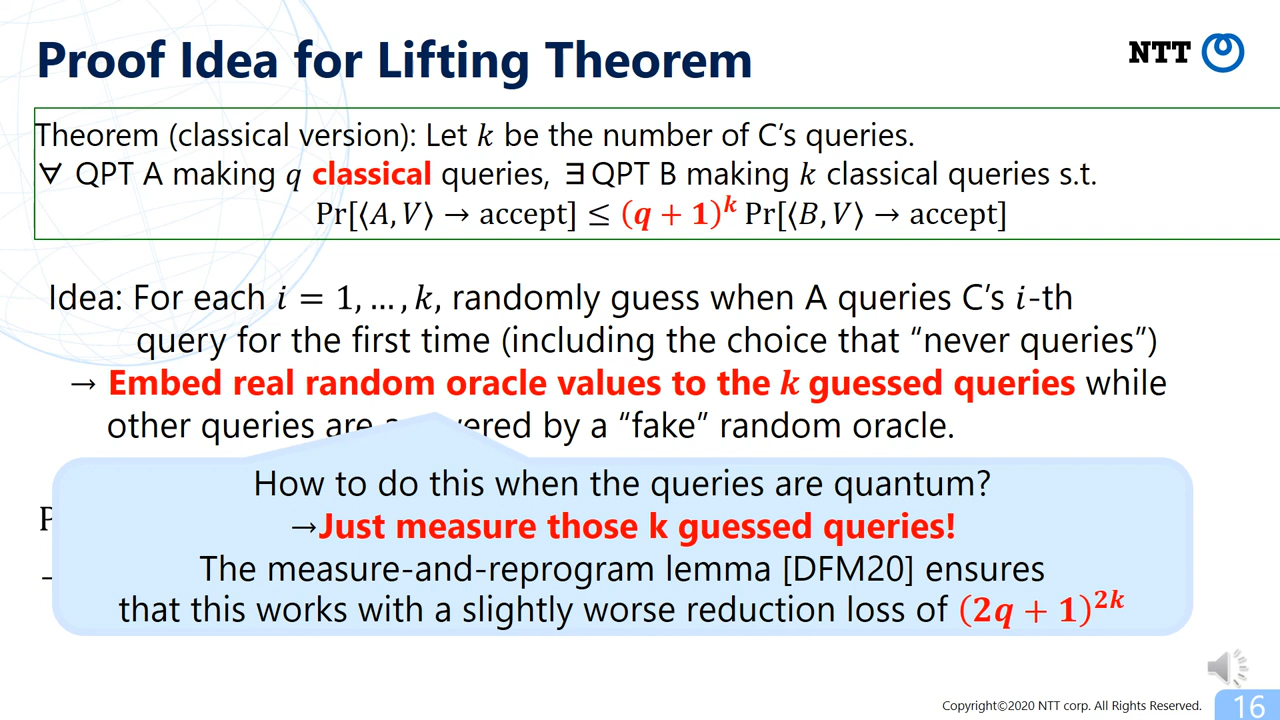 Proof Idea for Lifting Theorem
NTT
Theorem (classical version): Let k be the number of C's queries.
∀ QPT A making q classical queries, ∃QPT B making k classical queries s.t.
Pr[⟨A, V⟩ → accept] ≤ (q + 1)^k Pr[⟨B, V⟩ → accept]
Idea: For each i = 1, … , k, randomly guess when A queries C's i-th
query for the first time (including the choice that “never queries”)
→ Embed real random oracle values to the k guessed queries while
other queries are by a “fake” random oracle.
How to do this when the queries are quantum?
→Just measure those k guessed queries!
The measure-and-reprogram lemma [DFM20] ensures
that this works with a slightly worse reduction loss of (2q + 1)^{2k}
Copyright©2020 NTT corp. All Rights Reserved.
16